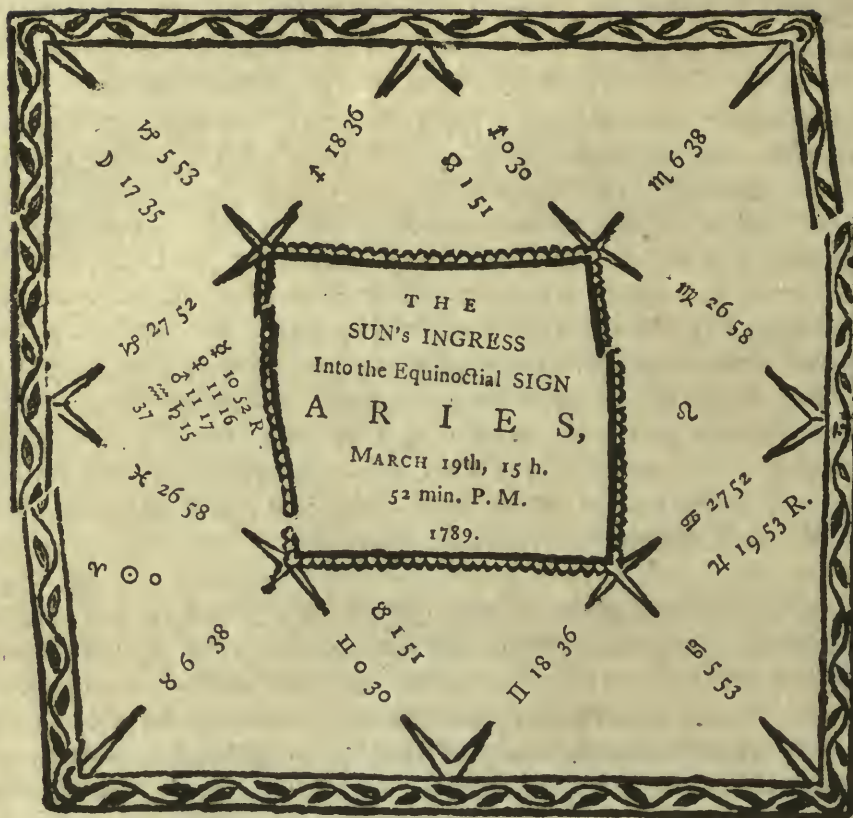 ♑ 5 53
☽ 17 35
♐ 18 36
♐ 0 30
☊ 1 51
♏ 6 38
♍ 26 58
♑ 27 52
☿ 10 52 R
♀ 11 16
♂ 11 17
♒ ♄ 15
37
THE
SUN's INGRESS
Into the Equinoctial SIGN
ARIES,
MARCH 19th, 15 h.
52 min. P. M.
1789.
♌
♋ 27 52
♃ 19 53 R.
♓ 26 58
♈ ☉ 0
♉ 6 38
☋ 1 51
♊ 0 30
♊ 18 36
♋ 5 53